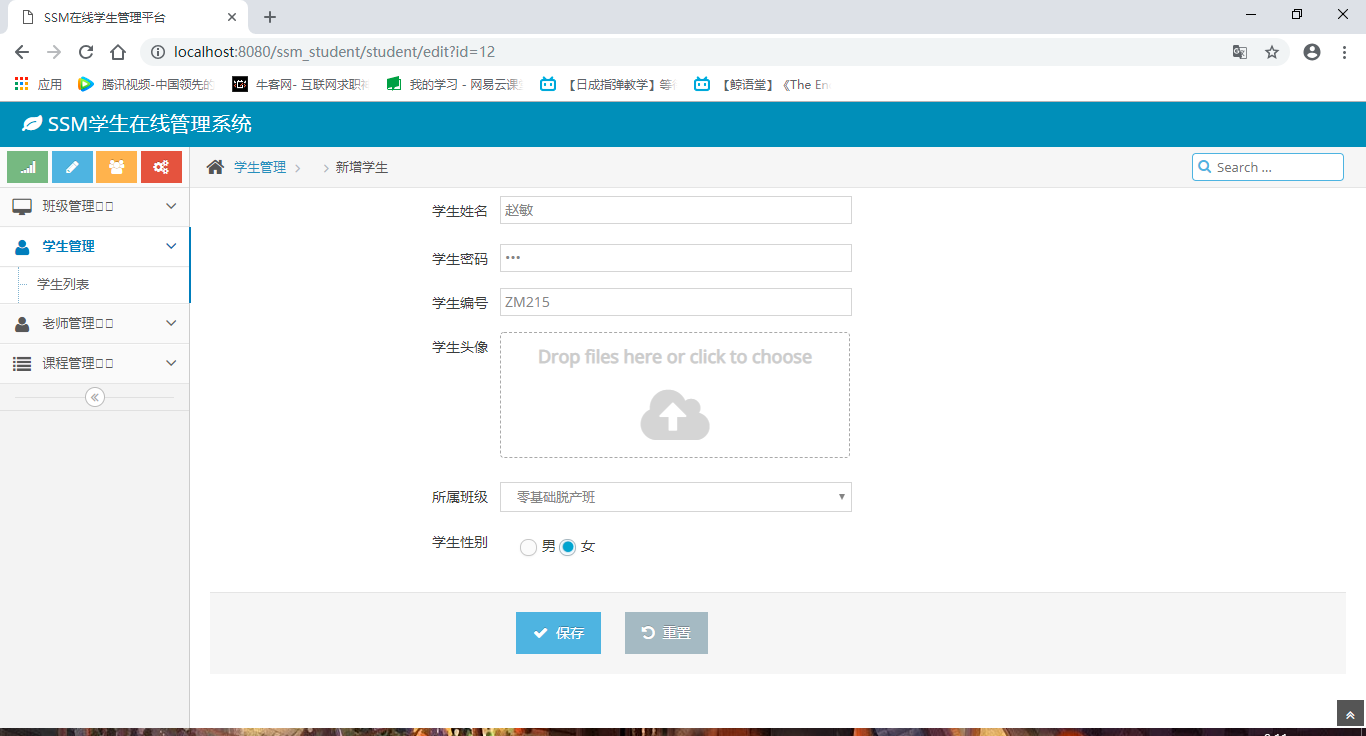 SSM在线学生管理平台
localhost:8080/ssm_student/student/edit?id=12
应用 腾讯视频-中国领先的 牛客网- 互联网求职 我的学习 - 网易云课 【日成指弹教学】等 【鲸语堂】《The En
SSM学生在线管理系统
学生管理 新增学生 Search ...
班级管理
学生管理
学生列表
老师管理
课程管理
学生姓名 赵敏
学生密码 •••
学生编号 ZM215
学生头像 Drop files here or click to choose
所属班级 零基础脱产班
学生性别 男 女
保存 重置